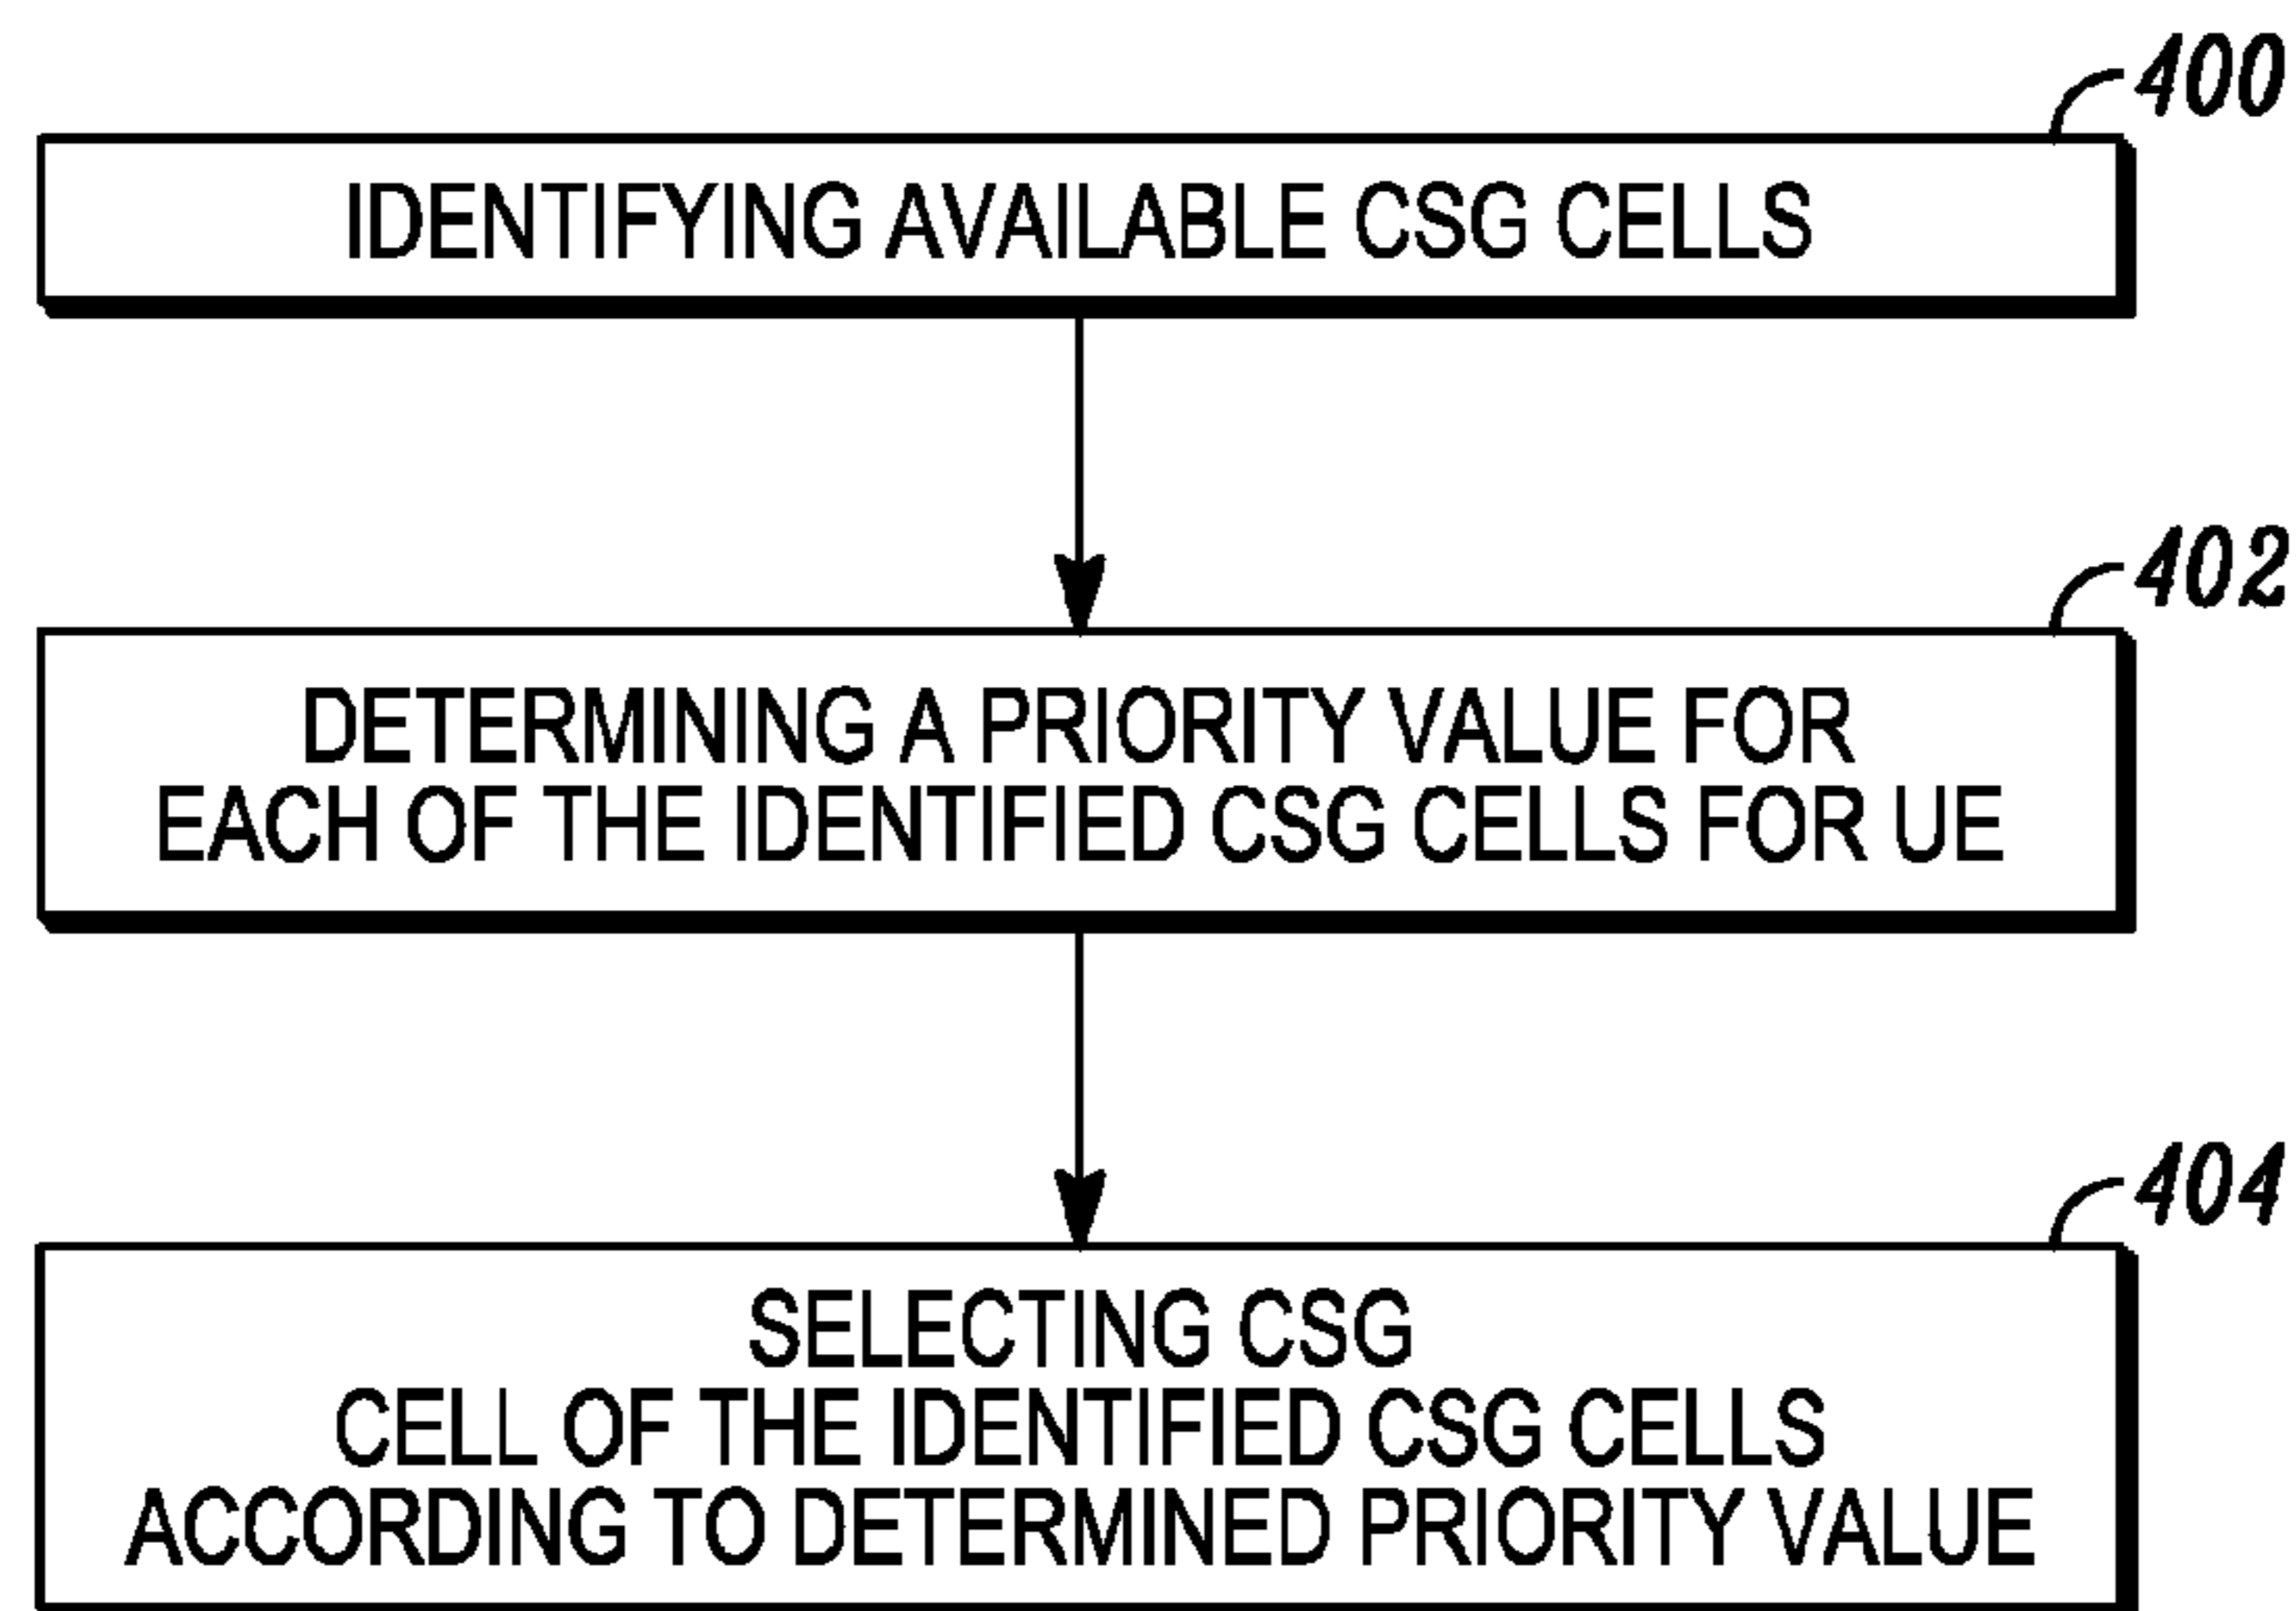 400
IDENTIFYING AVAILABLE CSG CELLS
402
DETERMINING A PRIORITY VALUE FOR
EACH OF THE IDENTIFIED CSG CELLS FOR UE
404
SELECTING CSG
CELL OF THE IDENTIFIED CSG CELLS
ACCORDING TO DETERMINED PRIORITY VALUE